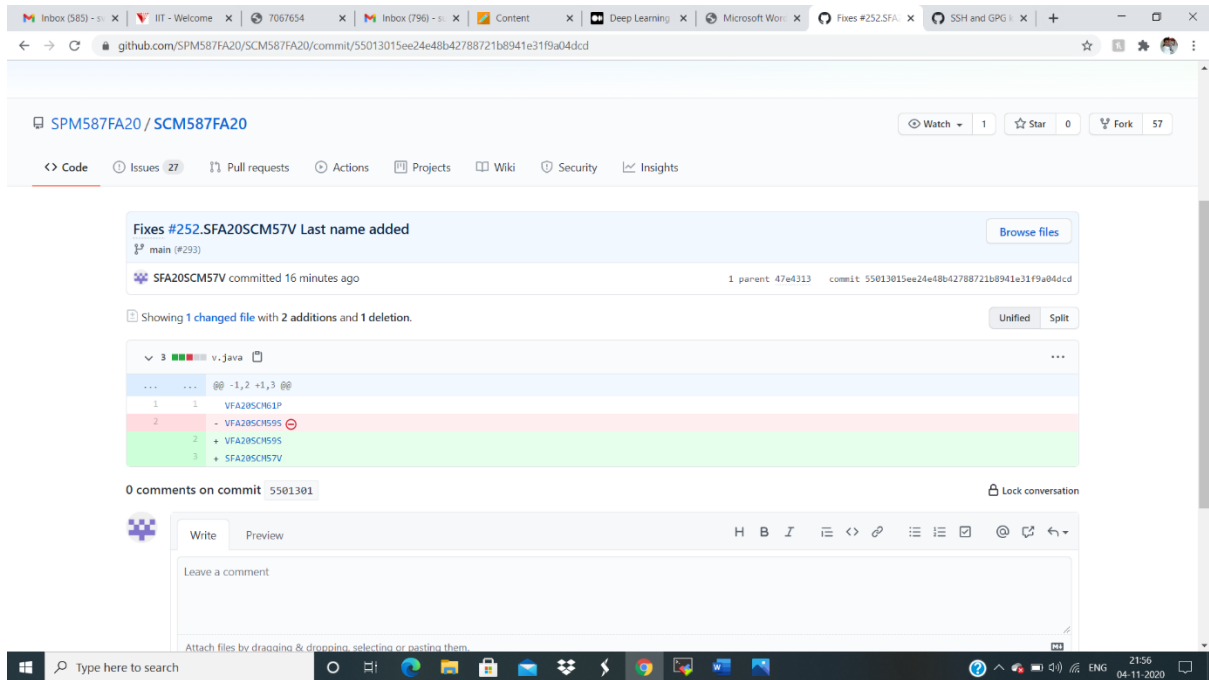 Inbox (585) - s
IIT - Welcome
7067654
Inbox (796) - s
Content
Deep Learning
Microsoft Wor
Fixes #252.SFA
SSH and GPG k
github.com/SPM587FA20/SCM587FA20/commit/55013015ee24e48b42788721b8941e31f9a04dcd
SPM587FA20 / SCM587FA20
Watch 1 Star 0 Fork 57
Code Issues 27 Pull requests Actions Projects Wiki Security Insights
Fixes #252.SFA20SCM57V Last name added
Browse files
main (#293)
SFA20SCM57V committed 16 minutes ago
1 parent 47e4313 commit 55013015ee24e48b42788721b8941e31f9a04dcd
Showing 1 changed file with 2 additions and 1 deletion.
Unified Split
3 v.java ...
... ... @@ -1,2 +1,3 @@
1 1 VFA20SCM61P
2 - VFA20SCM59S
2 + VFA20SCM59S
3 + SFA20SCM57V
0 comments on commit 5501301
Lock conversation
Write Preview
H B I
Leave a comment
Attach files by dragging & dropping, selecting or pasting them.
Type here to search
ENG
21:56
04-11-2020